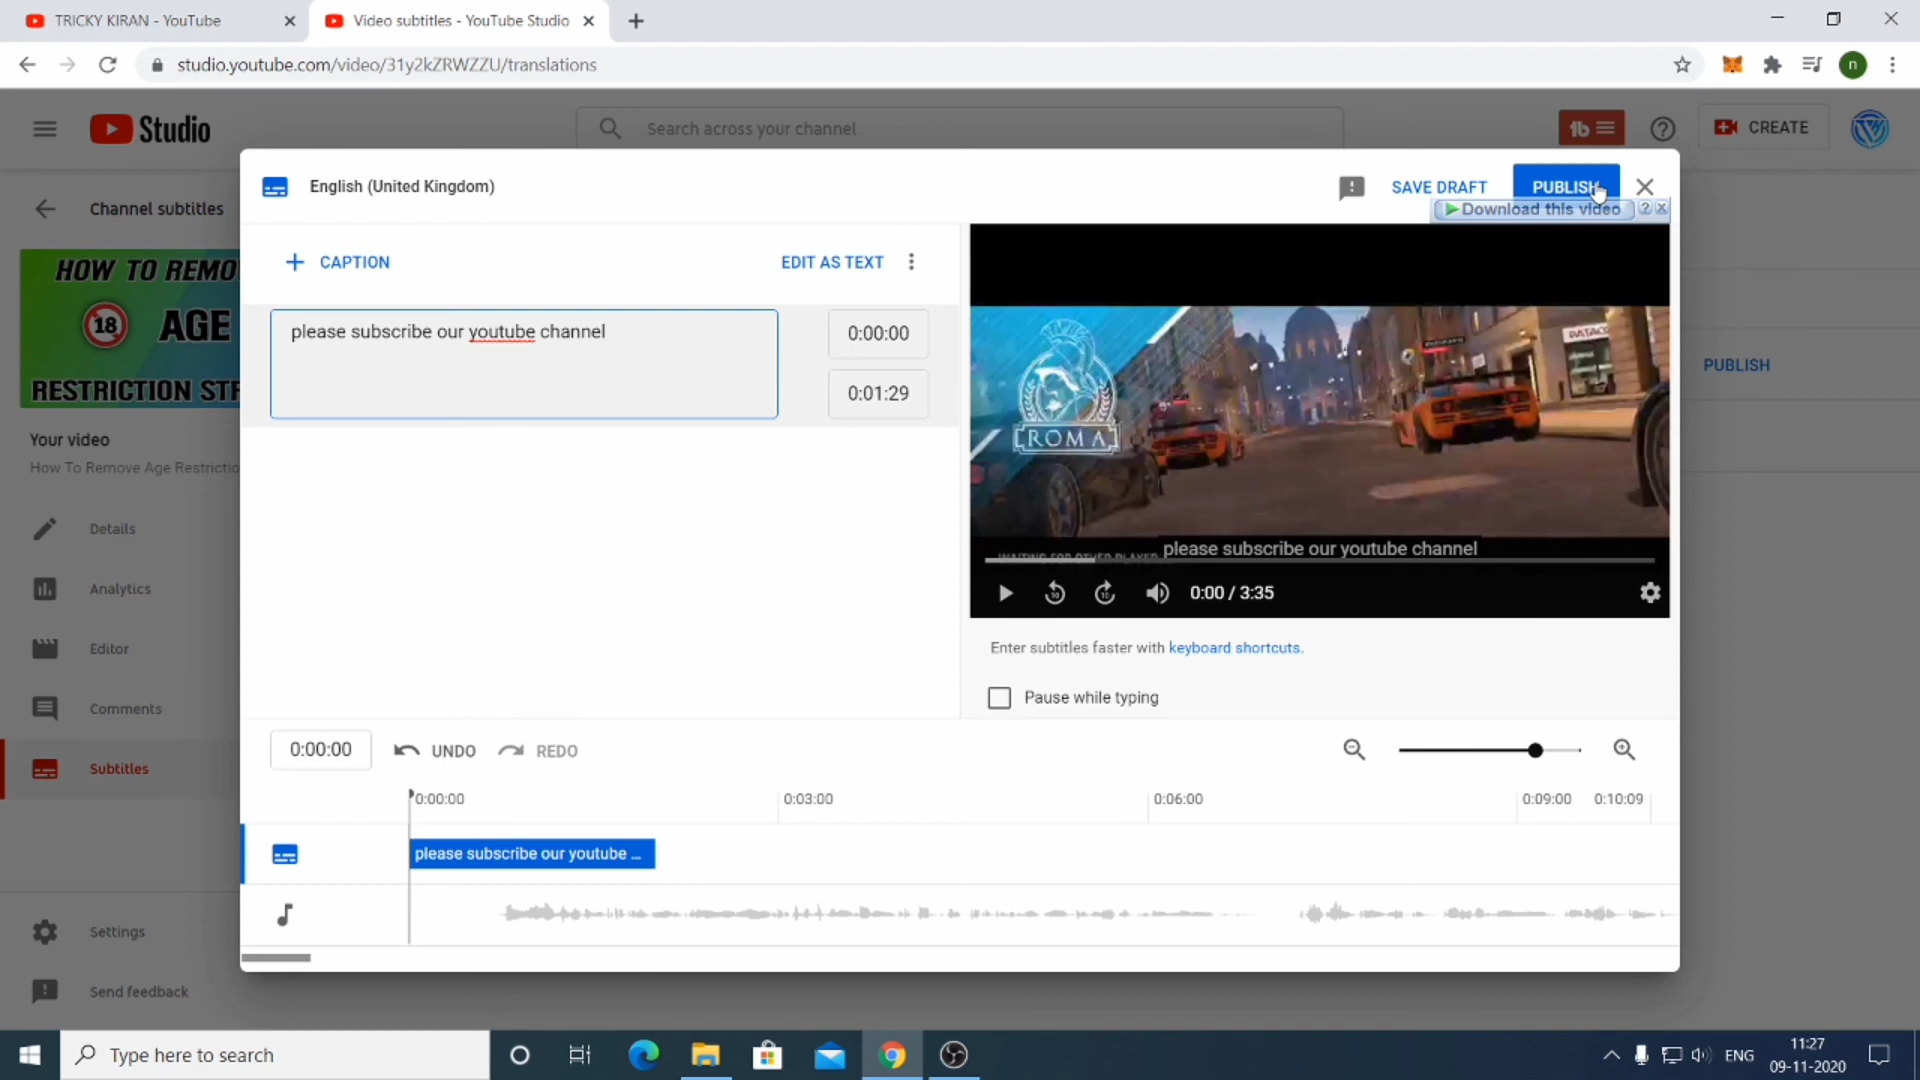 TRICKY KIRAN - YouTube
Video subtitles - YouTube Studio
studio.youtube.com/video/31y2kZRWZZU/translations
Studio
Search across your channel
CREATE
Channel subtitles
English (United Kingdom)
SAVE DRAFT
PUBLISH
Download this video
HOW TO REMO
18
AGE
RESTRICTION STR
+ CAPTION
EDIT AS TEXT
please subscribe our youtube channel
0:00:00
0:01:29
ROMA
please subscribe our youtube channel
0:00 / 3:35
PUBLISH
Your video
How To Remove Age Restrictio
Details
Analytics
Editor
Comments
Subtitles
Settings
Send feedback
Enter subtitles faster with keyboard shortcuts.
Pause while typing
0:00:00
UNDO
REDO
0:00:00
0:03:00
0:06:00
0:09:00
0:10:09
please subscribe our youtube ...
Type here to search
ENG
11:27
09-11-2020